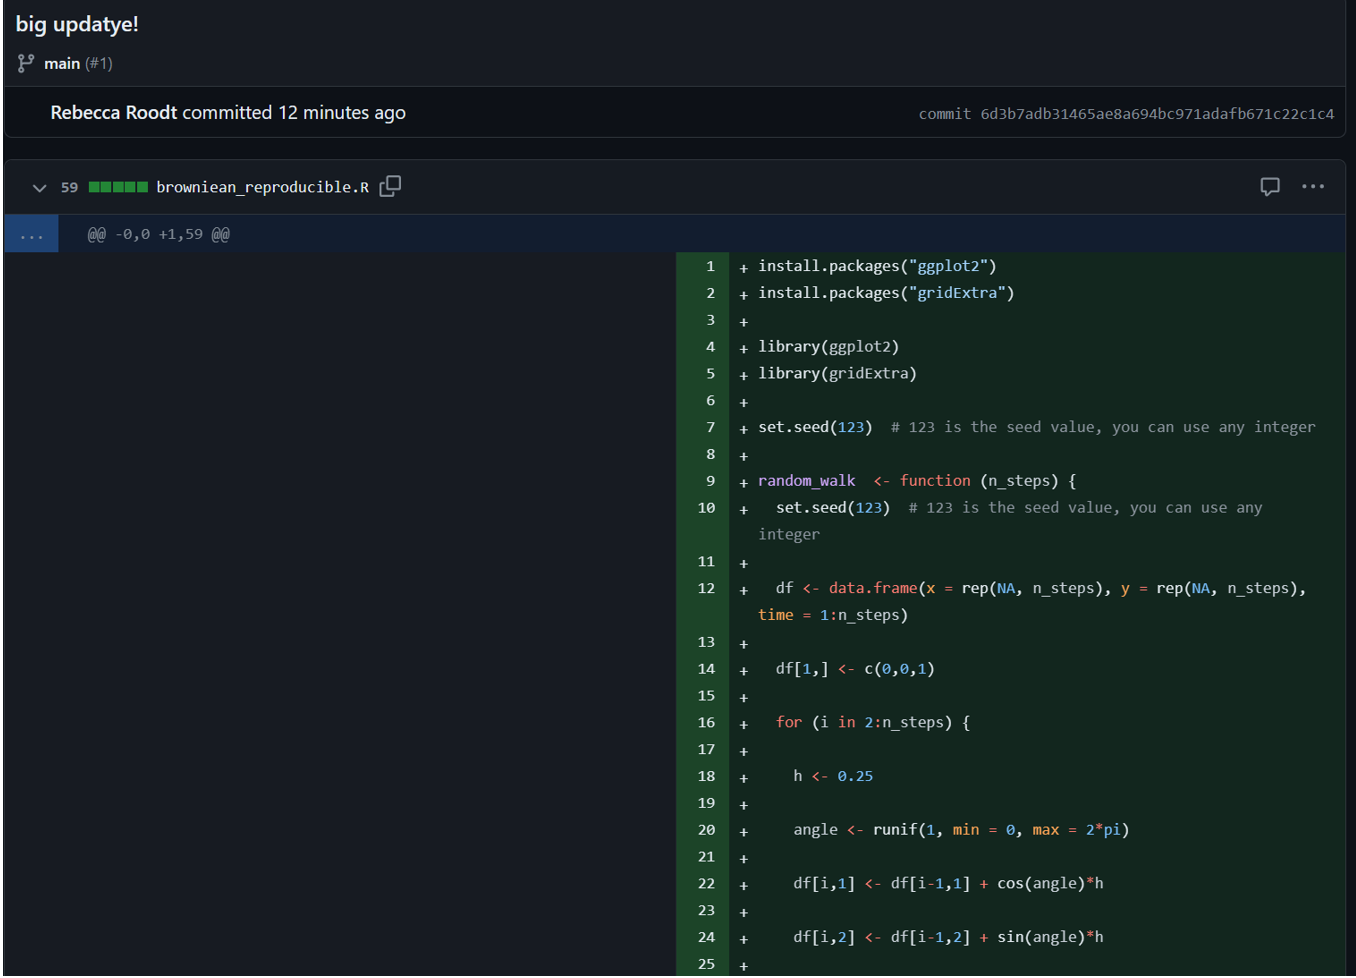 big updatye!
main (#1)
Rebecca Roodt committed 12 minutes ago
commit 6d3b7adb31465ae8a694bc971adafb671c22c1c4
59 browniean_reproducible.R
... @@ -0,0 +1,59 @@
1 + install.packages("ggplot2")
2 + install.packages("gridExtra")
3 +
4 + library(ggplot2)
5 + library(gridExtra)
6 +
7 + set.seed(123)  # 123 is the seed value, you can use any integer
8 +
9 + random_walk  <- function (n_steps) {
10 +   set.seed(123)  # 123 is the seed value, you can use any
integer
11 +
12 +   df <- data.frame(x = rep(NA, n_steps), y = rep(NA, n_steps),
time = 1:n_steps)
13 +
14 +   df[1,] <- c(0,0,1)
15 +
16 +   for (i in 2:n_steps) {
17 +
18 +     h <- 0.25
19 +
20 +     angle <- runif(1, min = 0, max = 2*pi)
21 +
22 +     df[i,1] <- df[i-1,1] + cos(angle)*h
23 +
24 +     df[i,2] <- df[i-1,2] + sin(angle)*h
25 +